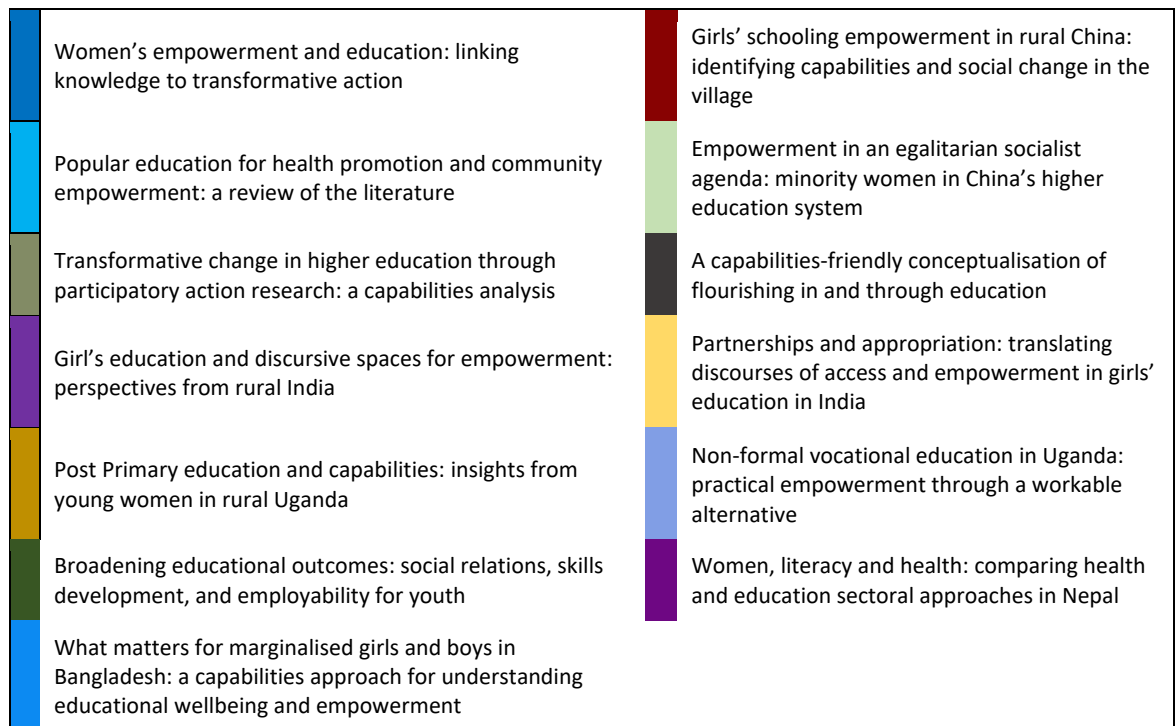 Women’s empowerment and education: linking
knowledge to transformative action
Popular education for health promotion and community
empowerment: a review of the literature
Transformative change in higher education through
participatory action research: a capabilities analysis
Girl’s education and discursive spaces for empowerment:
perspectives from rural India
Post Primary education and capabilities: insights from
young women in rural Uganda
Broadening educational outcomes: social relations, skills
development, and employability for youth
What matters for marginalised girls and boys in
Bangladesh: a capabilities approach for understanding
educational wellbeing and empowerment
Girls’ schooling empowerment in rural China:
identifying capabilities and social change in the
village
Empowerment in an egalitarian socialist
agenda: minority women in China’s higher
education system
A capabilities-friendly conceptualisation of
flourishing in and through education
Partnerships and appropriation: translating
discourses of access and empowerment in girls’
education in India
Non-formal vocational education in Uganda:
practical empowerment through a workable
alternative
Women, literacy and health: comparing health
and education sectoral approaches in Nepal